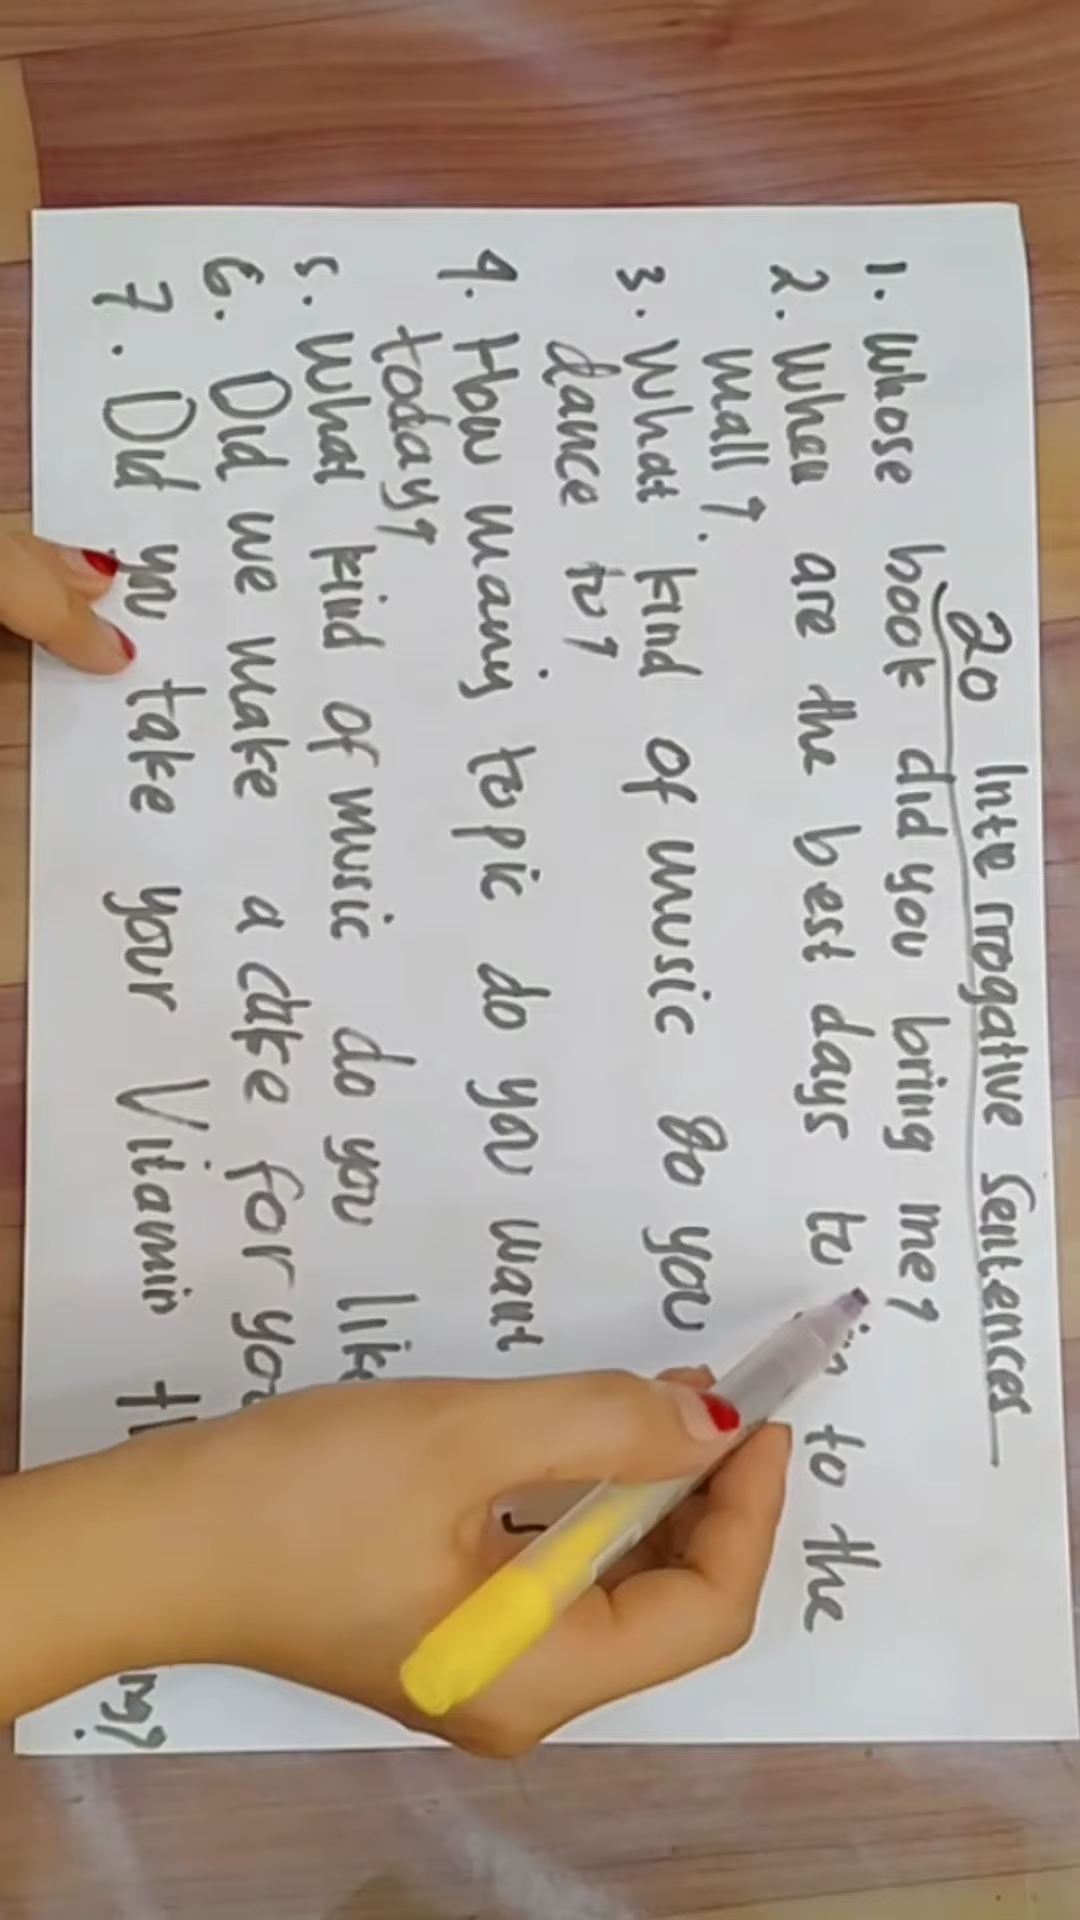 20 Interrogative Sentences
1. Whose book did you bring me?
2. When are the best days to to the
mall?
3. What kind of music do you
dance to?
4. How many topic do you want
today?
5. What kind of music do you
6. Did we make a cake for
7. Did you take your Vitamin